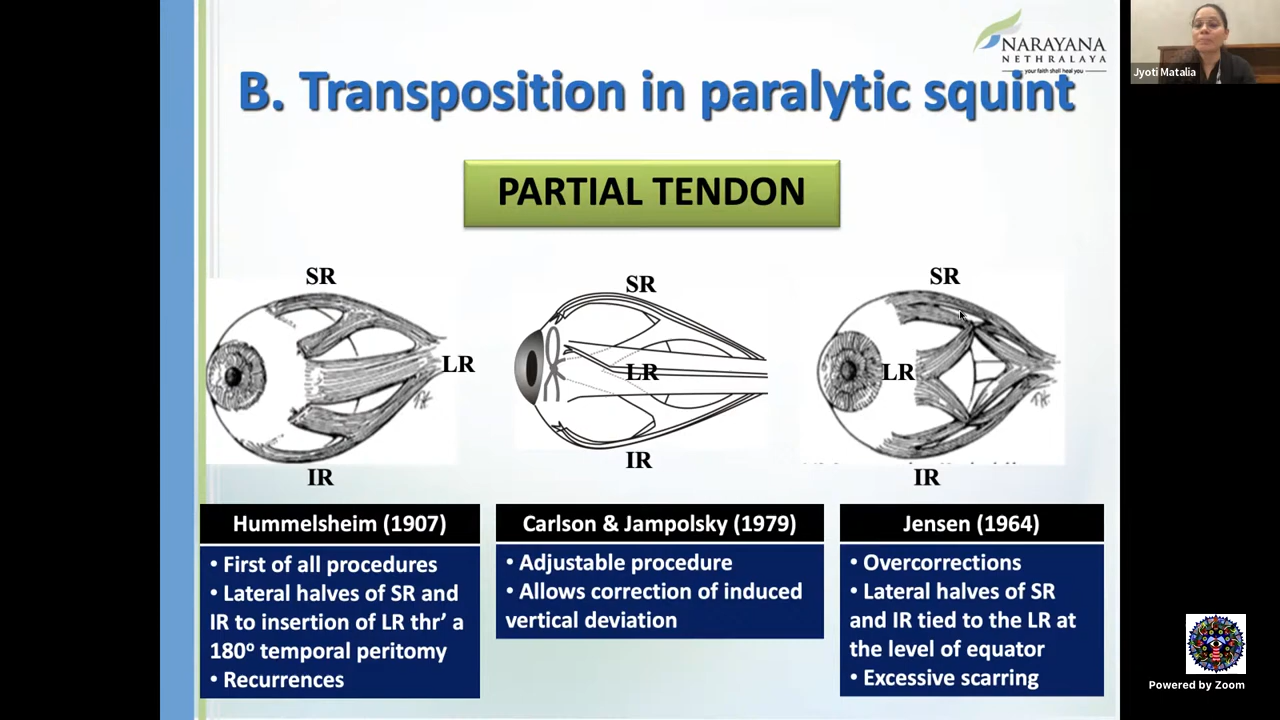 NARAYANA
NETHRALAYA
your faith shall heal you
Jyoti Matalia
B. Transposition in paralytic squint
PARTIAL TENDON
SR
LR
IR
SR
LR
IR
SR
LR
IR
Hummelsheim (1907)
• First of all procedures
• Lateral halves of SR and
IR to insertion of LR thr’ a
180º temporal peritomy
• Recurrences
Carlson & Jampolsky (1979)
• Adjustable procedure
• Allows correction of induced
vertical deviation
Jensen (1964)
• Overcorrections
• Lateral halves of SR
and IR tied to the LR at
the level of equator
• Excessive scarring
Powered by Zoom